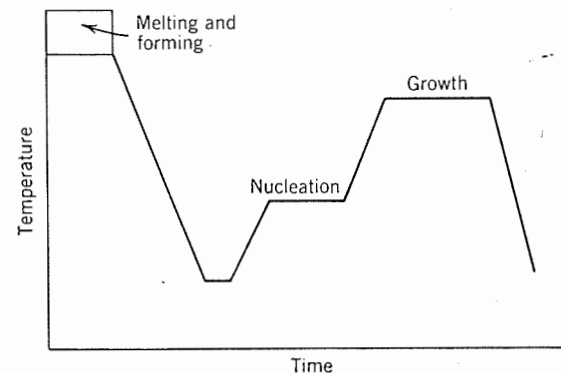 Melting and
forming
Growth
Nucleation
Temperature
Time